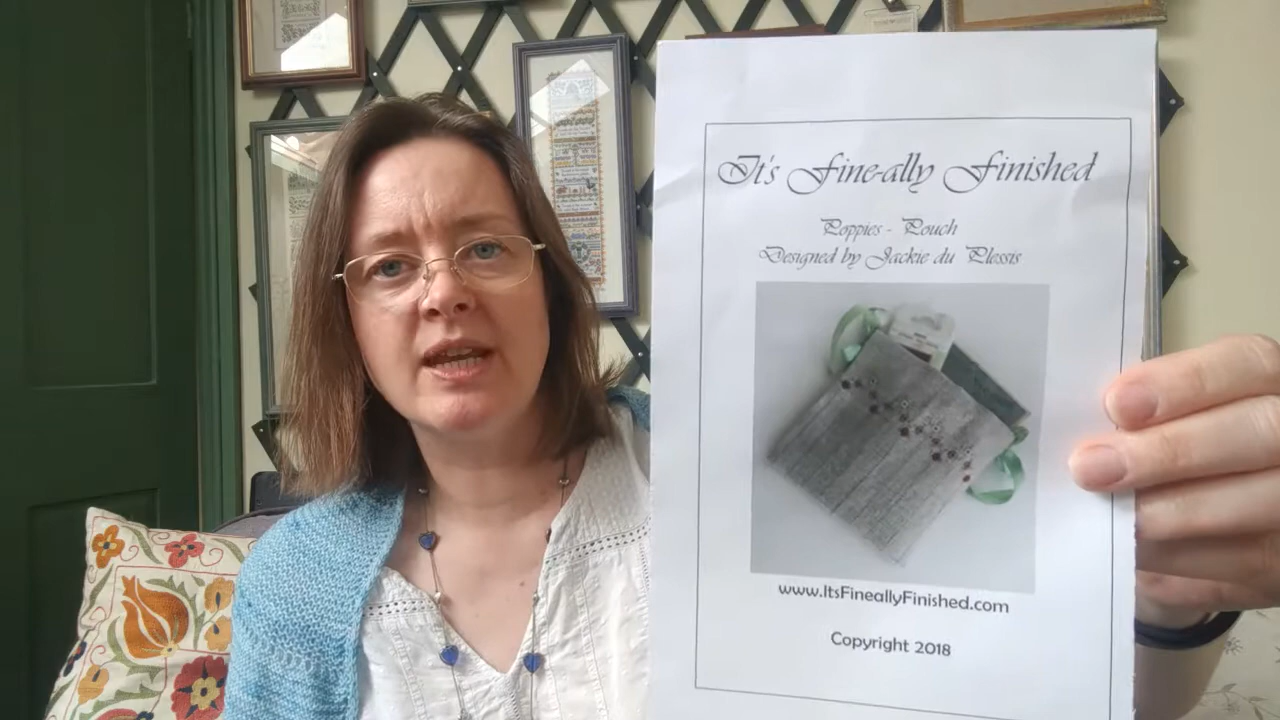 It's Fine-ally Finished
Poppies - Pouch
Designed by Jackie du Plessis
www.ItsFineallyFinished.com
Copyright 2018